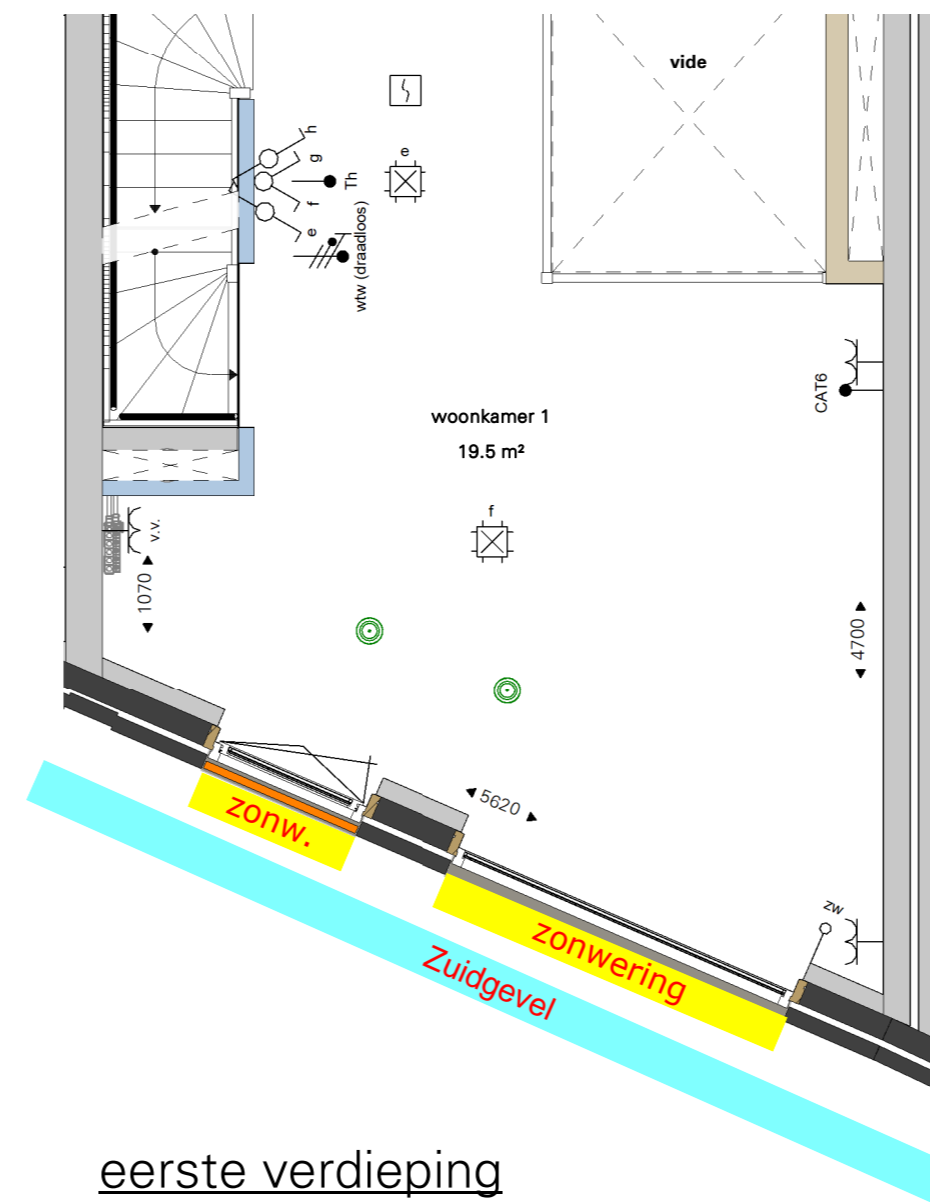 vide
h
g
e
Th
f
e
wtw (draadloos)
CAT6
woonkamer 1
19.5 m²
f
v.v.
1070
4700
5620
zonw.
zw
zonwering
Zuidgevel
eerste verdieping